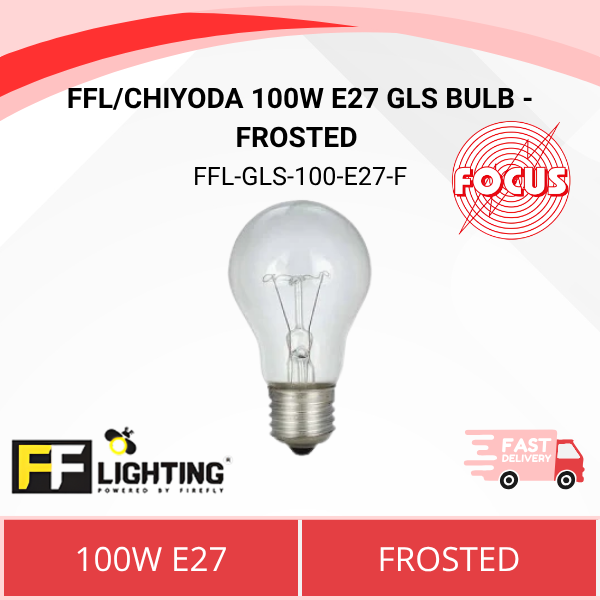 FFL/CHIYODA 100W E27 GLS BULB -
FROSTED
FFL-GLS-100-E27-F
FOCUS
FF LIGHTING®
POWERED BY FIREFLY
FAST
DELIVERY
100W E27
FROSTED